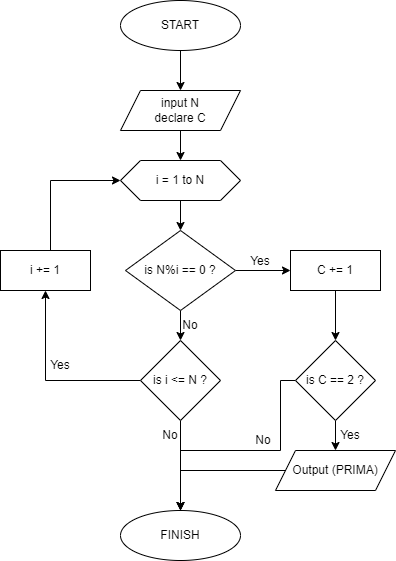 START
input N
declare C
i = 1 to N
is N%i == 0 ?
Yes
C += 1
i += 1
No
is i <= N ?
Yes
is C == 2 ?
No
No
Yes
Output (PRIMA)
FINISH